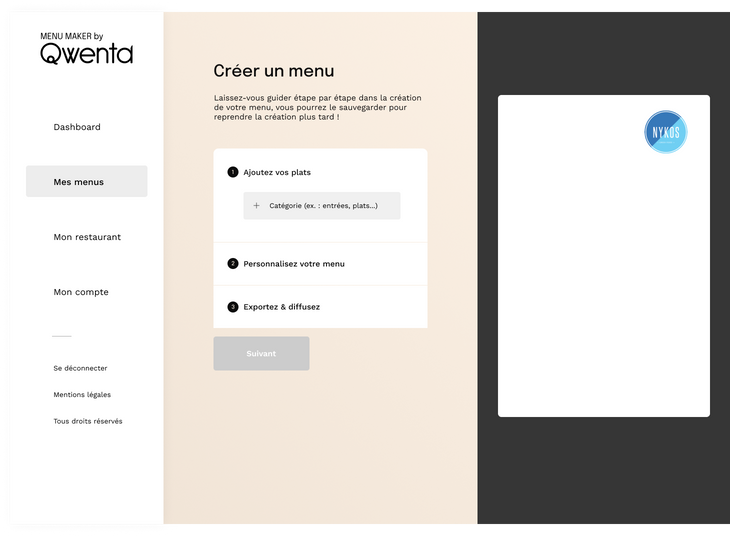 MENU MAKER by
Qwenta
Dashboard
Mes menus
Mon restaurant
Mon compte
Se déconnecter
Mentions légales
Tous droits réservés
Créer un menu
Laissez-vous guider étape par étape dans la création
de votre menu, vous pourrez le sauvegarder pour
reprendre la création plus tard !
1 Ajoutez vos plats
+ Catégorie (ex. : entrées, plats...)
2 Personnalisez votre menu
3 Exportez & diffusez
Suivant
NYKOS